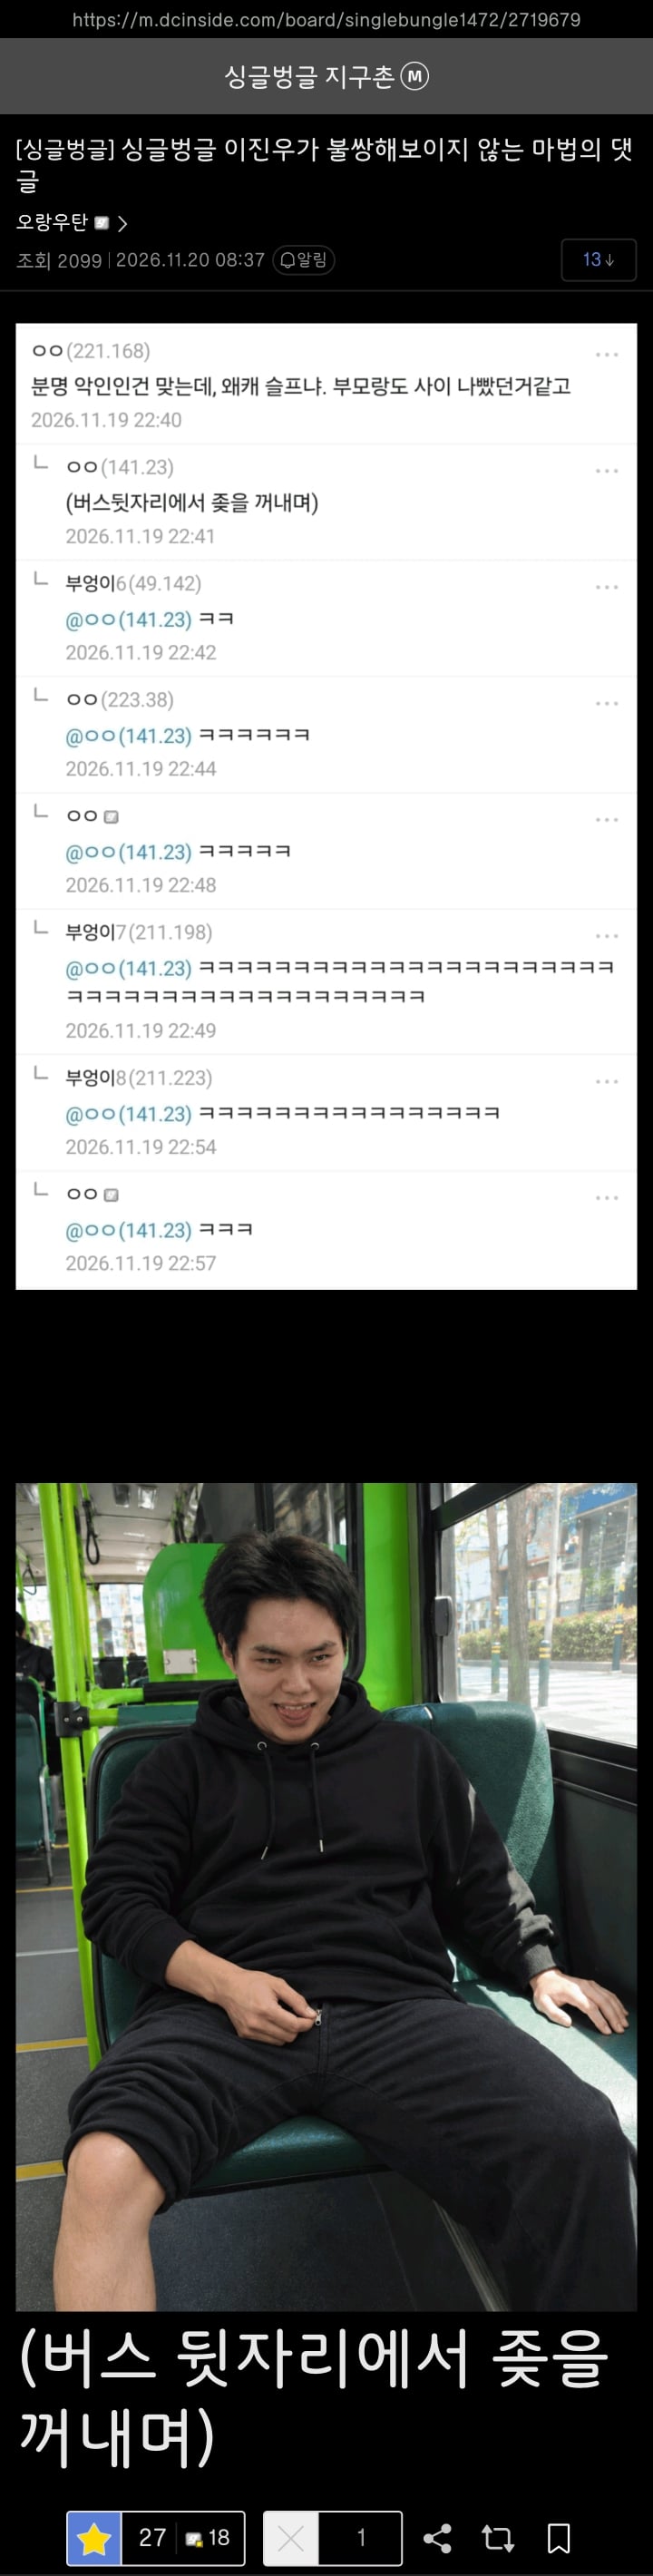 https://m.dcinside.com/board/singlebungle1472/2719679
싱글벙글 지구촌 M
[싱글벙글] 싱글벙글 이진우가 불쌍해보이지 않는 마법의 댓
글
오랑우탄
조회 2099 | 2026.11.20 08:37 알림
13↓
ㅇㅇ(221.168)
분명 악인인건 맞는데, 왜캐 슬프냐. 부모랑도 사이 나빴던거같고
2026.11.19 22:40
ㅇㅇ(141.23)
(버스뒷자리에서 좆을 꺼내며)
2026.11.19 22:41
부엉이6(49.142)
@ㅇㅇ(141.23) ㅋㅋ
2026.11.19 22:42
ㅇㅇ(223.38)
@ㅇㅇ(141.23) ㅋㅋㅋㅋㅋㅋ
2026.11.19 22:44
ㅇㅇ
@ㅇㅇ(141.23) ㅋㅋㅋㅋㅋ
2026.11.19 22:48
부엉이7(211.198)
@ㅇㅇ(141.23) ㅋㅋㅋㅋㅋㅋㅋㅋㅋㅋㅋㅋㅋㅋㅋㅋㅋㅋㅋㅋㅋㅋ
ㅋㅋㅋㅋㅋㅋㅋㅋㅋㅋㅋㅋㅋㅋㅋㅋㅋㅋㅋ
2026.11.19 22:49
부엉이8(211.223)
@ㅇㅇ(141.23) ㅋㅋㅋㅋㅋㅋㅋㅋㅋㅋㅋㅋㅋㅋㅋㅋ
2026.11.19 22:54
ㅇㅇ
@ㅇㅇ(141.23) ㅋㅋㅋ
2026.11.19 22:57
(버스 뒷자리에서 좆을
꺼내며)
27 18 1